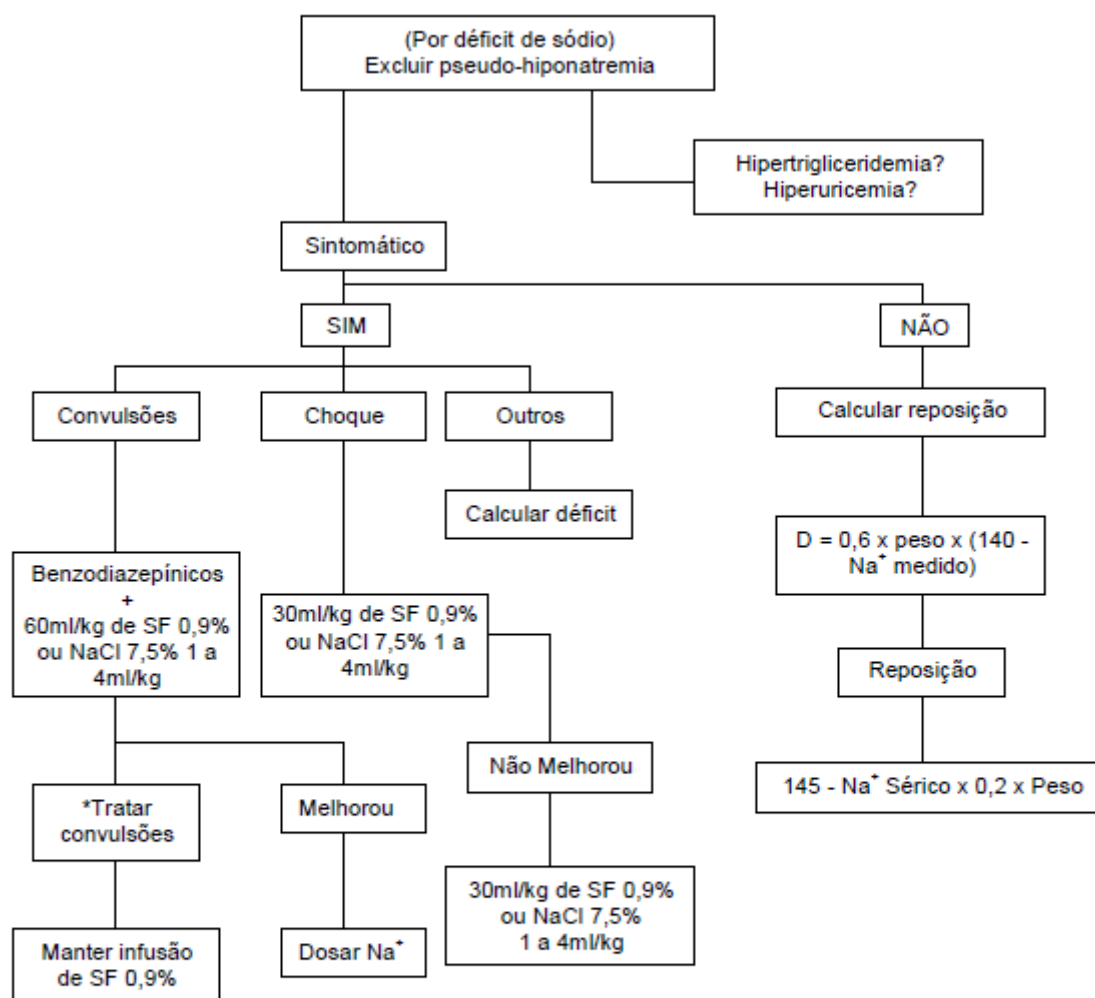 (Por déficit de sódio)
Excluir pseudo-hiponatremia
Hipertrigliceridemia?
Hiperuricemia?
Sintomático
SIM
NÃO
Convulsões
Choque
Outros
Calcular reposição
Calcular déficit
D = 0,6 x peso x (140 -
Na⁺ medido)
Benzodiazepínicos
+
60ml/kg de SF 0,9%
ou NaCl 7,5% 1 a
4ml/kg
30ml/kg de SF 0,9%
ou NaCl 7,5% 1 a
4ml/kg
Reposição
Não Melhorou
145 - Na⁺ Sérico x 0,2 x Peso
*Tratar
convulsões
Melhorou
30ml/kg de SF 0,9%
ou NaCl 7,5%
1 a 4ml/kg
Manter infusão
de SF 0,9%
Dosar Na⁺